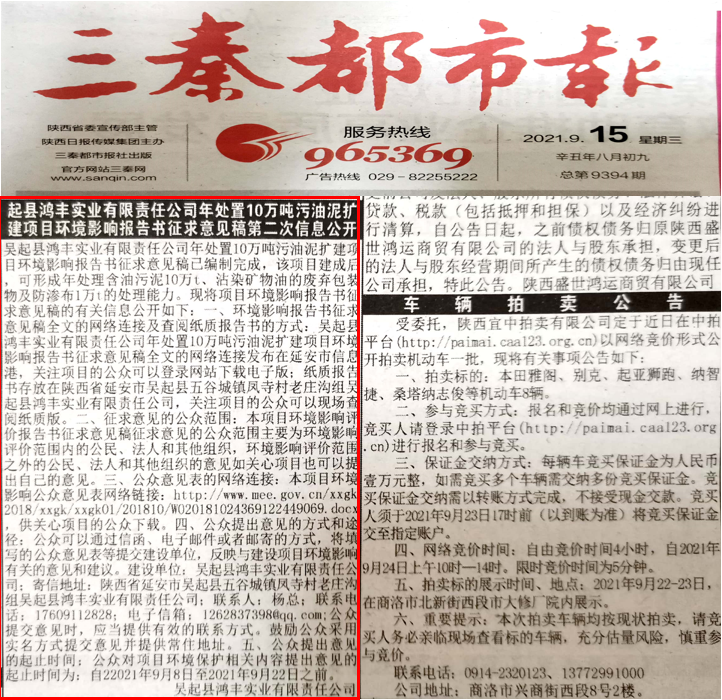 三秦都市报
陕西省委宣传部主管
陕西日报传媒集团主办
三秦都市报社出版
官方网站三秦网
www.sanqin.com
服务热线
965369
广告热线 029-82255222
2021.9.15 星期三
辛丑年八月初九
总第9394期
起县鸿丰实业有限责任公司年处置10万吨污油泥扩
建项目环境影响报告书征求意见稿第二次信息公开
吴起县鸿丰实业有限责任公司年处置10万吨污油泥扩建项
目环境影响报告书征求意见稿已编制完成，该项目建成后
，可形成年处理含油污泥10万t、沾染矿物油的废弃包装
物及防渗布1万t的处理能力。现将项目环境影响报告书征
求意见稿的有关信息公开如下：一、环境影响报告书征求
意见稿全文的网络连接及查阅纸质报告书的方式：吴起县
鸿丰实业有限责任公司年处置10万吨污油泥扩建项目环境
影响报告书征求意见稿全文的网络连接发布在延安市信息
港，关注项目的公众可以登录网站下载电子版；纸质报告
书存放在陕西省延安市吴起县五谷城镇凤寺村老庄沟组吴
起县鸿丰实业有限责任公司，关注项目的公众可以现场查
阅纸质版。二、征求意见的公众范围：本项目环境影响评
价报告书征求意见稿征求意见的公众范围主要为环境影响
评价范围内的公民、法人和其他组织，环境影响评价范围
之外的公民、法人和其他组织的意见如关心项目也可以提
出自己的意见。三、公众意见表的网络连接：本项目环境
影响公众意见表网络链接：http://www.mee.gov.cn/xxgk
2018/xxgk/xxgk01/201810/W020181024369122449069.docx
，供关心项目的公众下载。四、公众提出意见的方式和途
径：公众可以通过信函、电子邮件或者邮寄的方式，将填
写的公众意见表等提交建设单位，反映与建设项目环境影响
有关的意见和建议。建设单位：吴起县鸿丰实业有限责任公
司；寄信地址：陕西省延安市吴起县五谷城镇凤寺村老庄沟
组吴起县鸿丰实业有限责任公司；联系人：杨总；联系电
话：17609112828；电子信箱：1262837398@qq.com;公众
提交意见时，应当提供有效的联系方式。鼓励公众采用
实名方式提交意见并提供常住地址。五、公众提出意见
的起止时间：公众对项目环境保护相关内容提出意见的
起止时间为：自22021年9月8日至2021年9月22日之前。
吴起县鸿丰实业有限责任公司
贷款、税款（包括抵押和担保）以及经济纠纷进
行清算，自公告日起，之前债权债务归原陕西盛
世鸿运商贸有限公司的法人与股东承担，变更后
的法人与股东经营期间所产生的债权债务由现任
公司承担，特此公告。陕西盛世鸿运商贸有限公司
车辆拍卖公告
受委托，陕西宜中拍卖有限公司定于近日在中拍
平台(http://paimai.caa123.org.cn)以网络竞价形式公
开拍卖机动车一批，现将有关事项公告如下：
一、拍卖标的：本田雅阁、别克、起亚狮跑、纳智
捷、桑塔纳志俊等机动车8辆。
二、参与竞买方式：报名和竞价均通过网上进行，
竞买人请登录中拍平台(http://paimai.caa123.org
.cn)进行报名和参与竞买。
三、保证金交纳方式：每辆车竞买保证金为人民币
壹万元整，如需竞买多个车辆需交纳多份竞买保证金。竞
买保证金交纳需以转账方式完成，不接受现金交款。竞买
人须于2021年9月23日17时前（以到账为准）将竞买保证金
交至指定账户。
四、网络竞价时间：自由竞价时间4小时，自2021年
9月24日上午10时—14时。限时竞价时间为5分钟。
五、拍卖标的展示时间、地点：2021年9月22-23日，
在商洛市北新街西段市大修厂院内展示。
六、重要提示：本次拍卖车辆均按现状拍卖，请竞
买人务必亲临现场查看标的车辆，充分估量风险，慎重参
与竞价。
联系电话：0914-2320123、13772991000
公司地址：商洛市兴商街西段8号2楼。